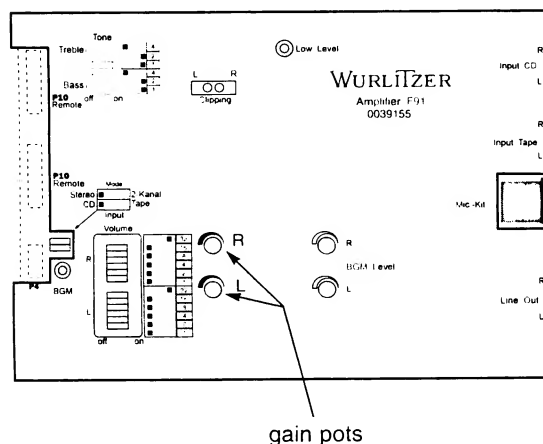 Tone
Treble
Bass
off on
P10
Remote
L R
Clipping
Low Level
WURLITZER
Amplifier F91
0039155
R
Input CD
L
R
Input Tape
L
Mic-Kit
P10
Remote
Mode
Stereo 2-Kanal
CD Tape
Input
Volume
R
L
off on
P4
BGM
R
L
R
BGM Level
L
R
Line Out
L
gain pots